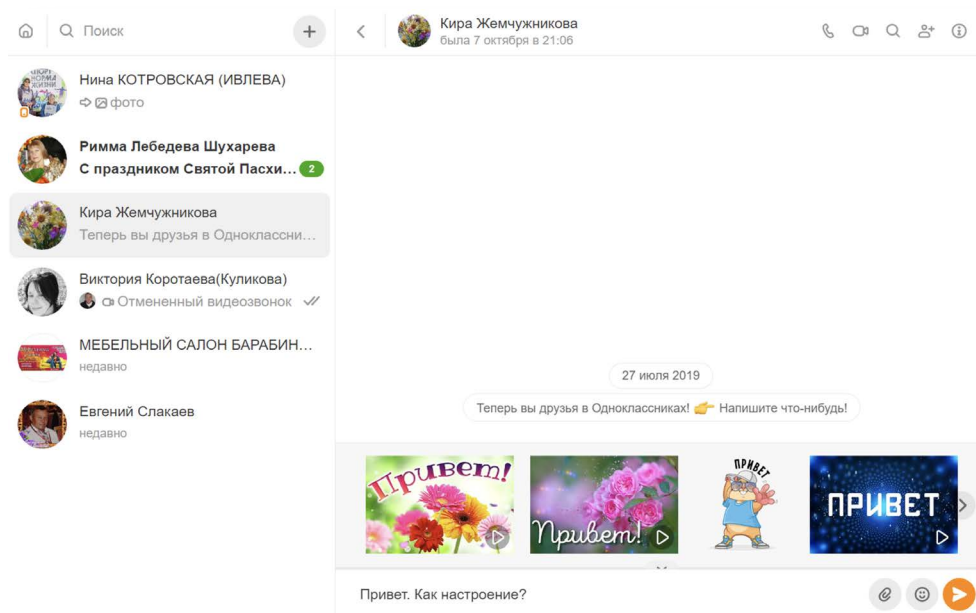 Поиск
Нина КОТРОВСКАЯ (ИВЛЕВА)
фото
Римма Лебедева Шухарева
С праздником Святой Пасхи... 2
Кира Жемчужникова
Теперь вы друзья в Одноклассни...
Виктория Коротаева(Куликова)
Отмененный видеозвонок
МЕБЕЛЬНЫЙ САЛОН БАРАБИН...
недавно
Евгений Слакаев
недавно
Кира Жемчужникова
была 7 октября в 21:06
27 июля 2019
Теперь вы друзья в Одноклассниках! 👉 Напишите что-нибудь!
Привет!
Привет!
ПРИВЕТ
ПРИВЕТ
Привет. Как настроение?